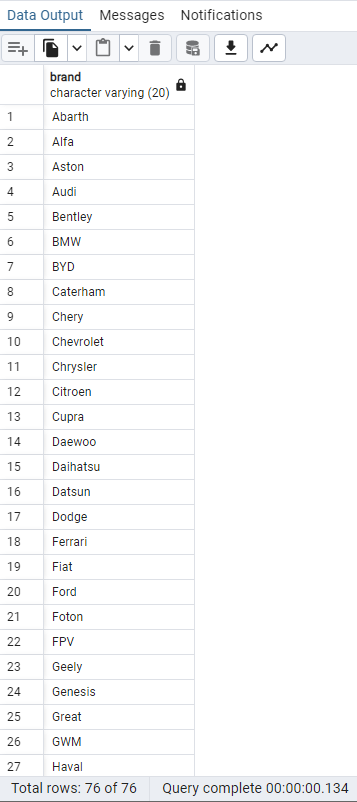 Data Output Messages Notifications
brand
character varying (20)
1 Abarth
2 Alfa
3 Aston
4 Audi
5 Bentley
6 BMW
7 BYD
8 Caterham
9 Chery
10 Chevrolet
11 Chrysler
12 Citroen
13 Cupra
14 Daewoo
15 Daihatsu
16 Datsun
17 Dodge
18 Ferrari
19 Fiat
20 Ford
21 Foton
22 FPV
23 Geely
24 Genesis
25 Great
26 GWM
27 Haval
Total rows: 76 of 76 Query complete 00:00:00.134